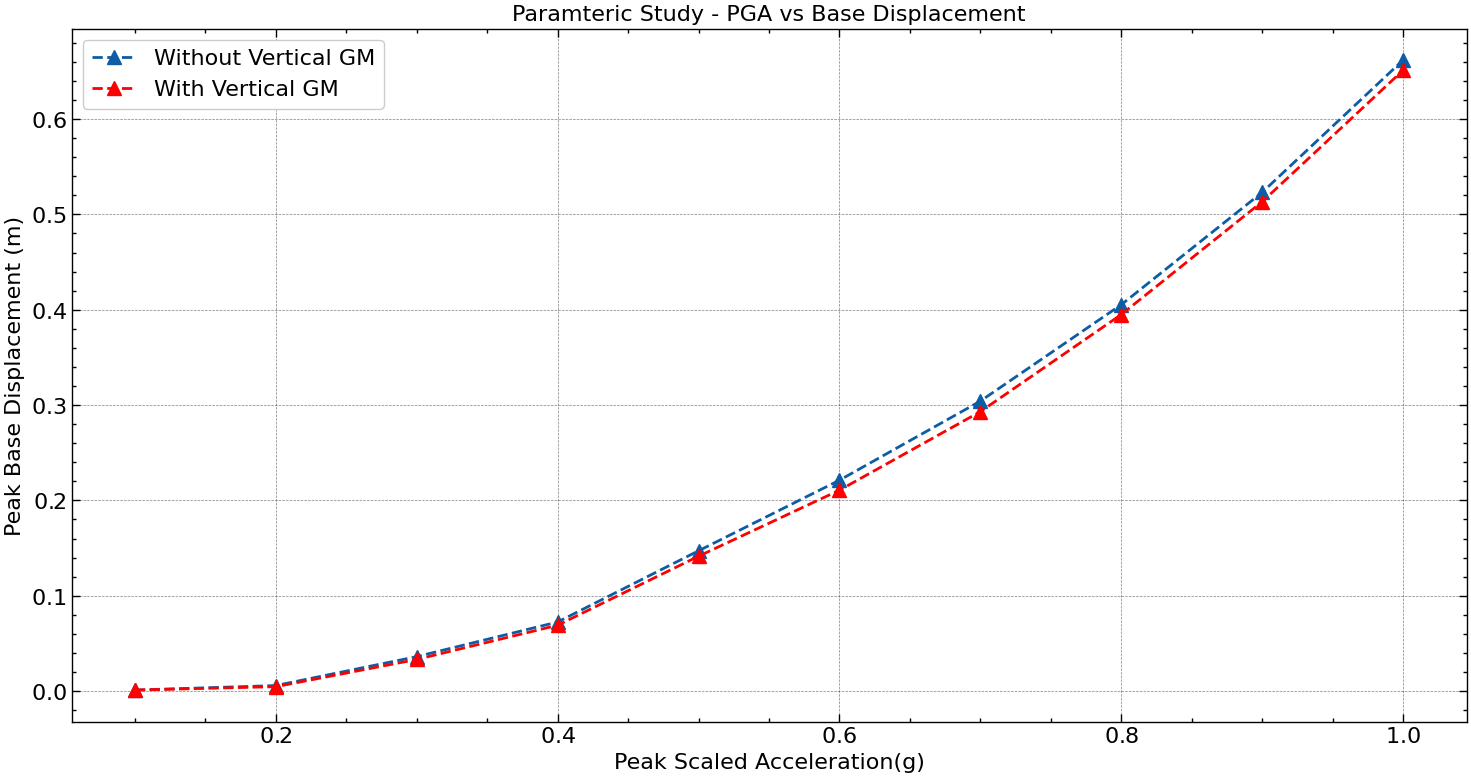 Paramteric Study - PGA vs Base Displacement
Without Vertical GM
With Vertical GM
Peak Base Displacement (m)
0.6
0.5
0.4
0.3
0.2
0.1
0.0
0.2
0.4
0.6
0.8
1.0
Peak Scaled Acceleration(g)